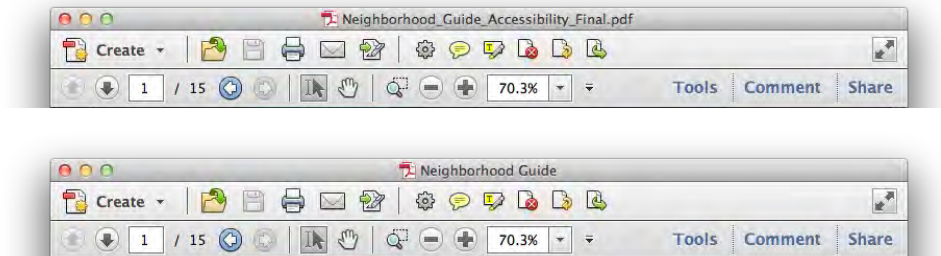 Neighborhood_Guide_Accessibility_Final.pdf
Create
1 / 15 70.3% Tools Comment Share
Neighborhood Guide
Create
1 / 15 70.3% Tools Comment Share